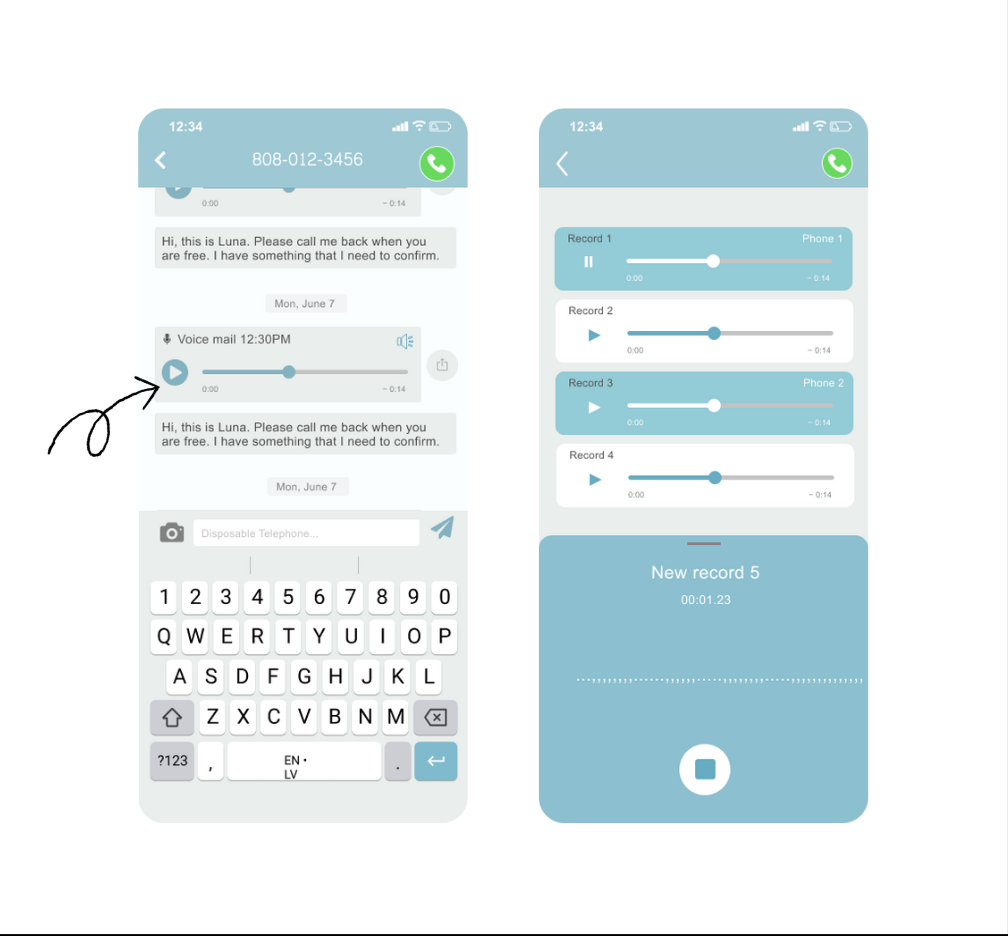 12:34
808-012-3456
0:00
– 0:14
Hi, this is Luna. Please call me back when you
are free. I have something that I need to confirm.
Mon, June 7
Voice mail 12:30PM
0:00
– 0:14
Hi, this is Luna. Please call me back when you
are free. I have something that I need to confirm.
Mon, June 7
Disposable Telephone...
1 2 3 4 5 6 7 8 9 0
Q W E R T Y U I O P
A S D F G H J K L
Z X C V B N M
?123 , EN • .
LV
12:34
Record 1 Phone 1
0:00 – 0:14
Record 2
0:00 – 0:14
Record 3 Phone 2
0:00 – 0:14
Record 4
0:00 – 0:14
New record 5
00:01.23